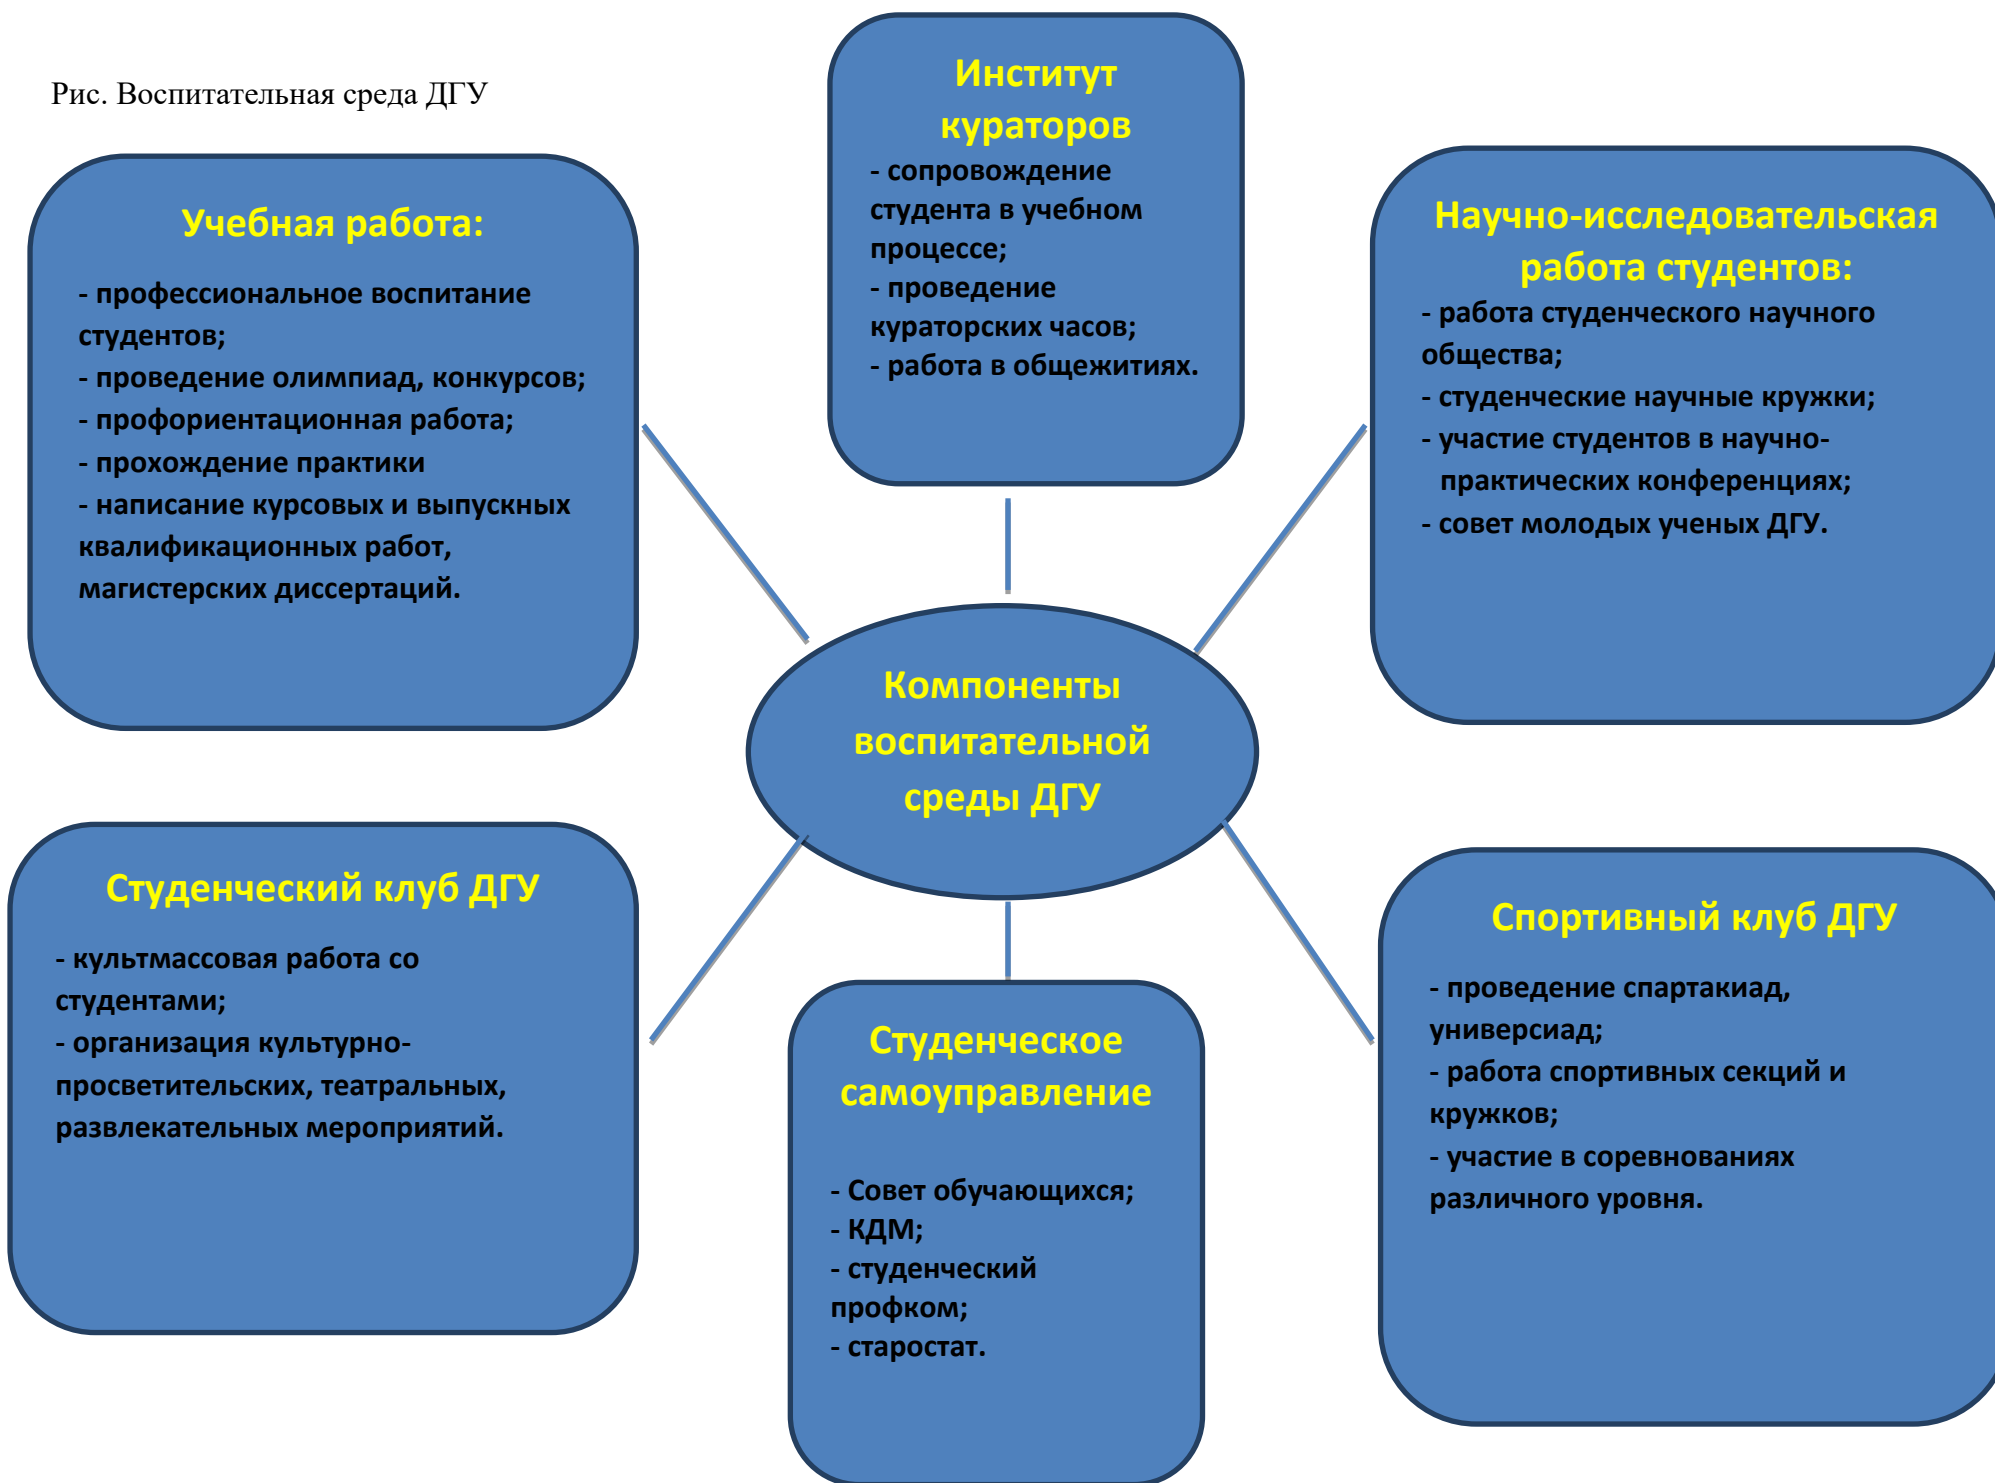 Рис. Воспитательная среда ДГУ
Институт
кураторов
- сопровождение
студента в учебном
процессе;
- проведение
кураторских часов;
- работа в общежитиях.
Учебная работа:
- профессиональное воспитание
студентов;
- проведение олимпиад, конкурсов;
- профориентационная работа;
- прохождение практики
- написание курсовых и выпускных
квалификационных работ,
магистерских диссертаций.
Научно-исследовательская
работа студентов:
- работа студенческого научного
общества;
- студенческие научные кружки;
- участие студентов в научно-
практических конференциях;
- совет молодых ученых ДГУ.
Компоненты
воспитательной
среды ДГУ
Студенческий клуб ДГУ
- культмассовая работа со
студентами;
- организация культурно-
просветительских, театральных,
развлекательных мероприятий.
Студенческое
самоуправление
- Совет обучающихся;
- КДМ;
- студенческий
профком;
- старостат.
Спортивный клуб ДГУ
- проведение спартакиад,
универсиад;
- работа спортивных секций и
кружков;
- участие в соревнованиях
различного уровня.